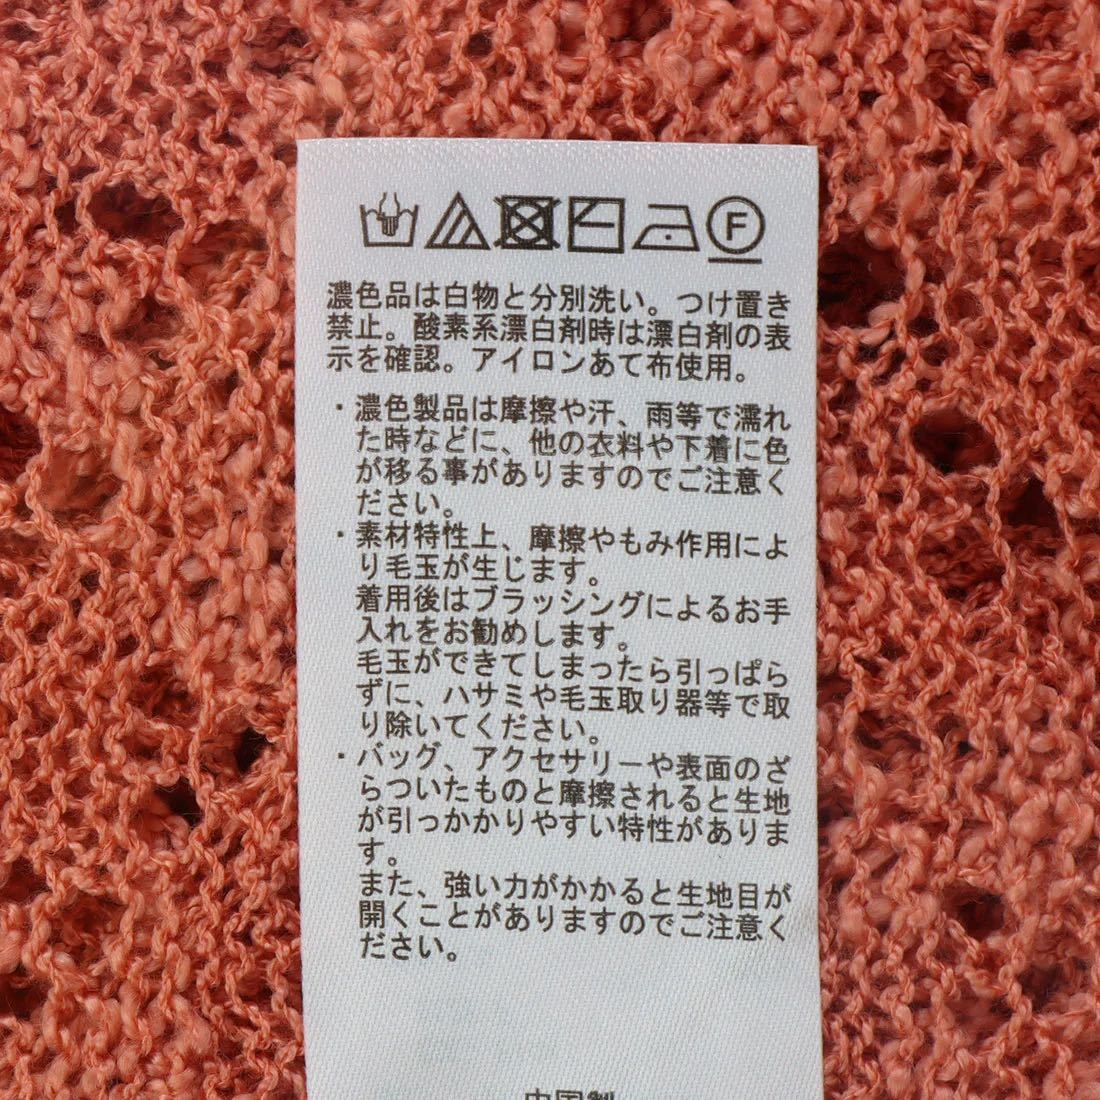 F
濃色品は白物と分別洗い。つけ置き
禁止。酸素系漂白剤時は漂白剤の表
示を確認。アイロンあて布使用。
・濃色製品は摩擦や汗、雨等で濡れ
た時などに、他の衣料や下着に色
が移る事がありますのでご注意く
ださい。
・素材特性上、摩擦やもみ作用によ
り毛玉が生じます。
着用後はブラッシングによるお手
入れをお勧めします。
毛玉ができてしまったら引っぱら
ずに、ハサミや毛玉取り器等で取
り除いてください。
・バッグ、アクセサリーや表面のざ
らついたものと摩擦されると生地
が引っかかりやすい特性がありま
す。
また、強い力がかかると生地目が
開くことがありますのでご注意く
ださい。
中国製